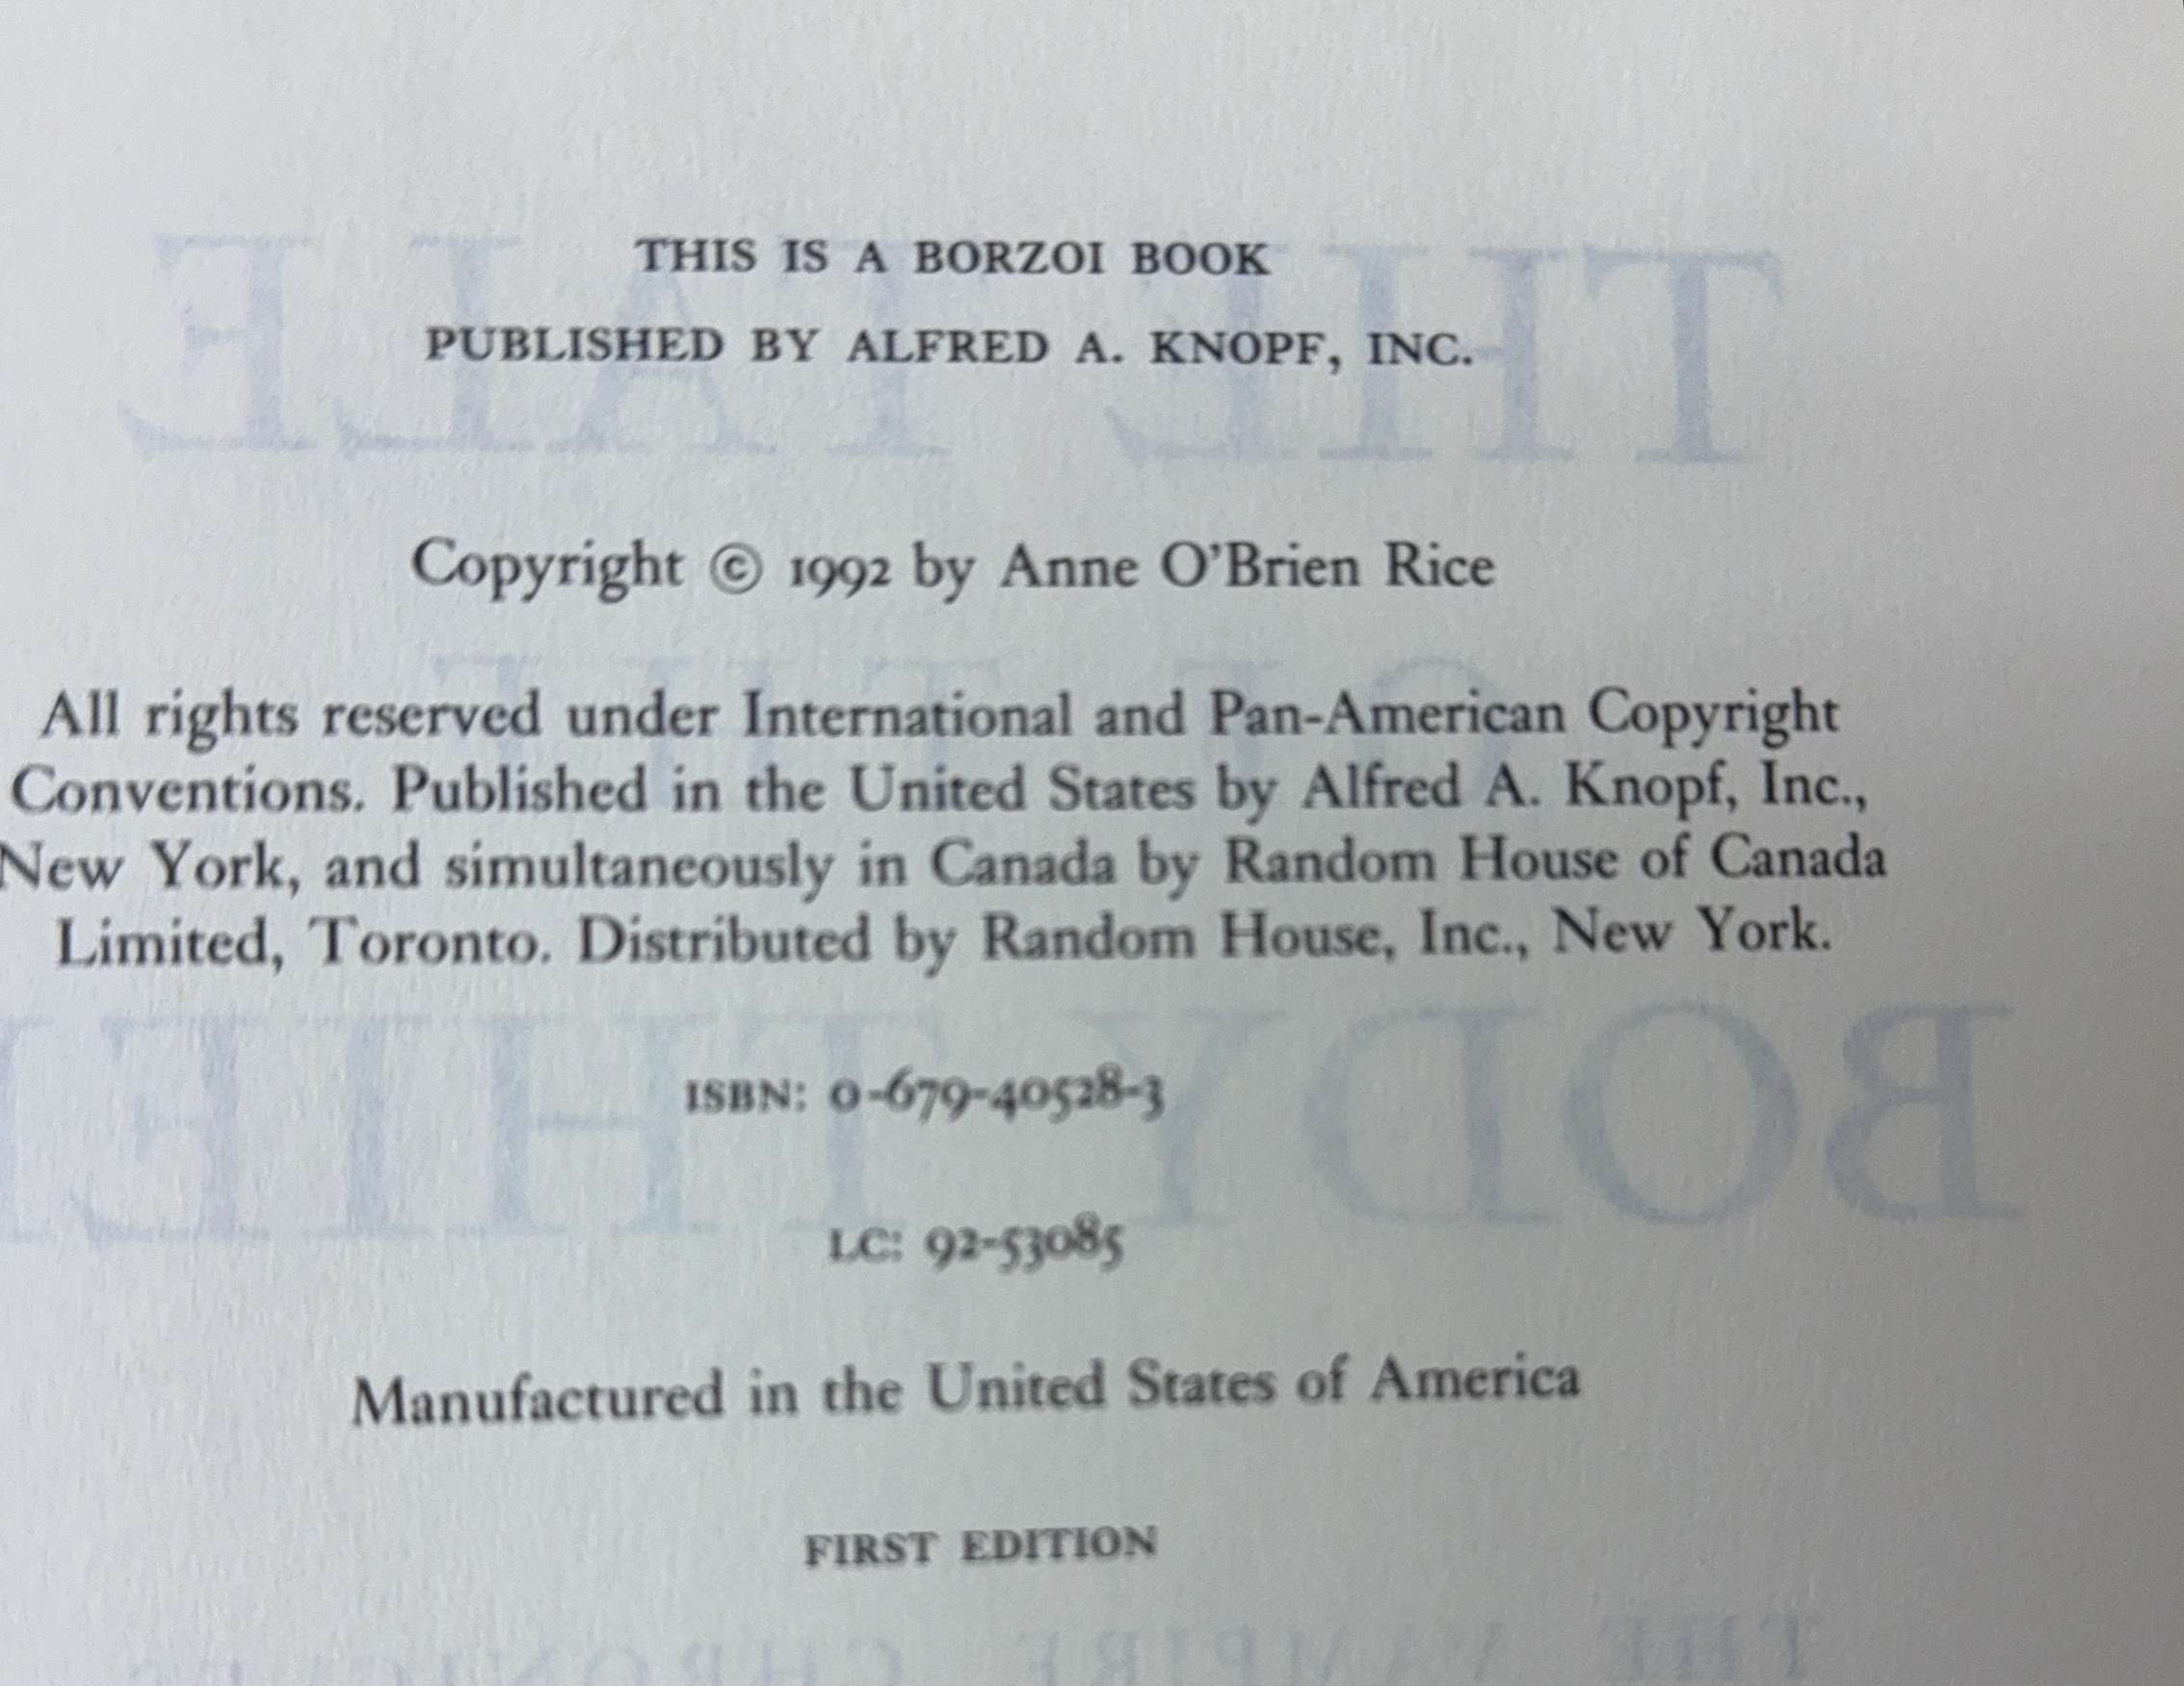 THIS IS A BORZOI BOOK
PUBLISHED BY ALFRED A. KNOPF, INC.
Copyright © 1992 by Anne O'Brien Rice
All rights reserved under International and Pan-American Copyright
Conventions. Published in the United States by Alfred A. Knopf, Inc.,
New York, and simultaneously in Canada by Random House of Canada
Limited, Toronto. Distributed by Random House, Inc., New York.
ISBN: 0-679-40528-3
LC: 92-53085
Manufactured in the United States of America
FIRST EDITION